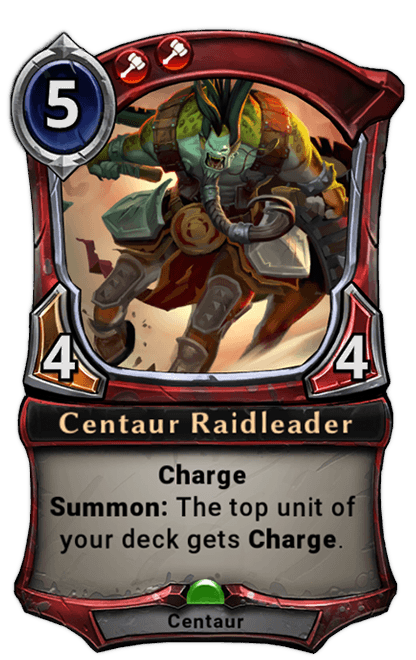 5
4
4
Centaur Raidleader
Charge
Summon: The top unit of
your deck gets Charge.
Centaur